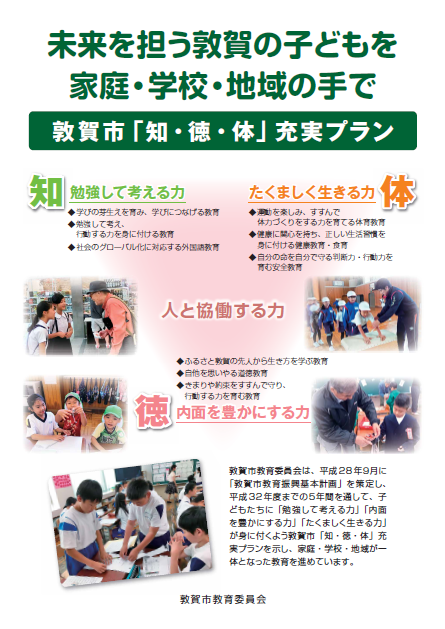 未来を担う敦賀の子どもを
家庭・学校・地域の手で
敦賀市「知・徳・体」充実プラン
知 勉強して考える力
◆学びの芽生えを育み、学びにつなげる教育
◆勉強して考え、
行動する力を身に付ける教育
◆社会のグローバル化に対応する外国語教育
たくましく生きる力 体
◆運動を楽しみ、すすんで
体力づくりをする力を育てる体育教育
◆健康に関心を持ち、正しい生活習慣を
身に付ける健康教育・食育
◆自分の命を自分で守る判断力・行動力を
育む安全教育
人と協働する力
◆ふるさと敦賀の先人から生き方を学ぶ教育
◆自他を思いやる道徳教育
◆きまりや約束をすすんで守り、
行動する力を育む教育
徳 内面を豊かにする力
敦賀市教育委員会は、平成28年9月に
「敦賀市教育振興基本計画」を策定し、
平成32年度までの5年間を通して、子
どもたちに「勉強して考える力」「内面
を豊かにする力」「たくましく生きる力」
が身に付くよう敦賀市「知・徳・体」充
実プランを示し、家庭・学校・地域が一
体となった教育を進めています。
敦賀市教育委員会